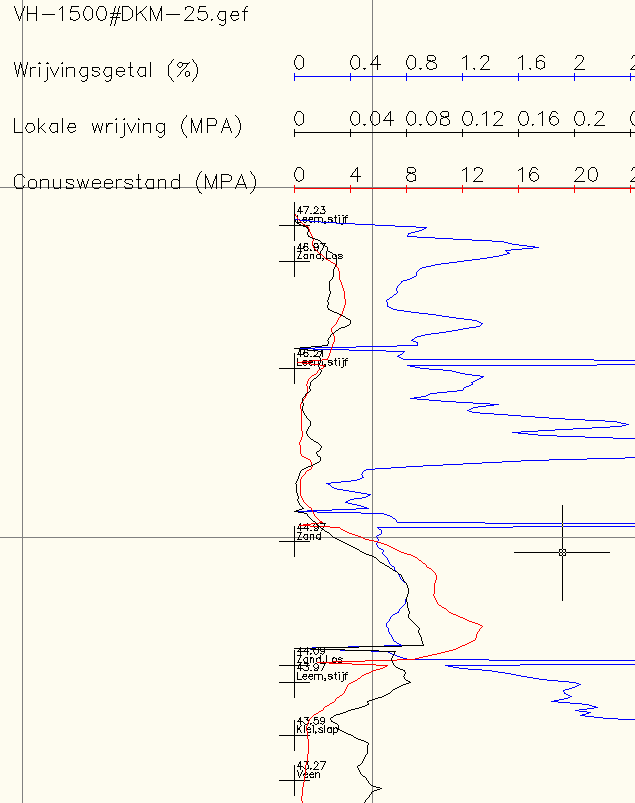 VH-1500#DKM-25.gef
Wrijvingsgetal (%)
0 0.4 0.8 1.2 1.6 2
Lokale wrijving (MPA)
0 0.04 0.08 0.12 0.16 0.2
Conusweerstand (MPA)
0 4 8 12 16 20
47.23
Leem,stijf
46.97
Zand,Los
46.21
Leem,stijf
44.97
Zand
44.09
Zand,Los
43.97
Leem,stijf
43.59
Klei,slap
43.27
Veen